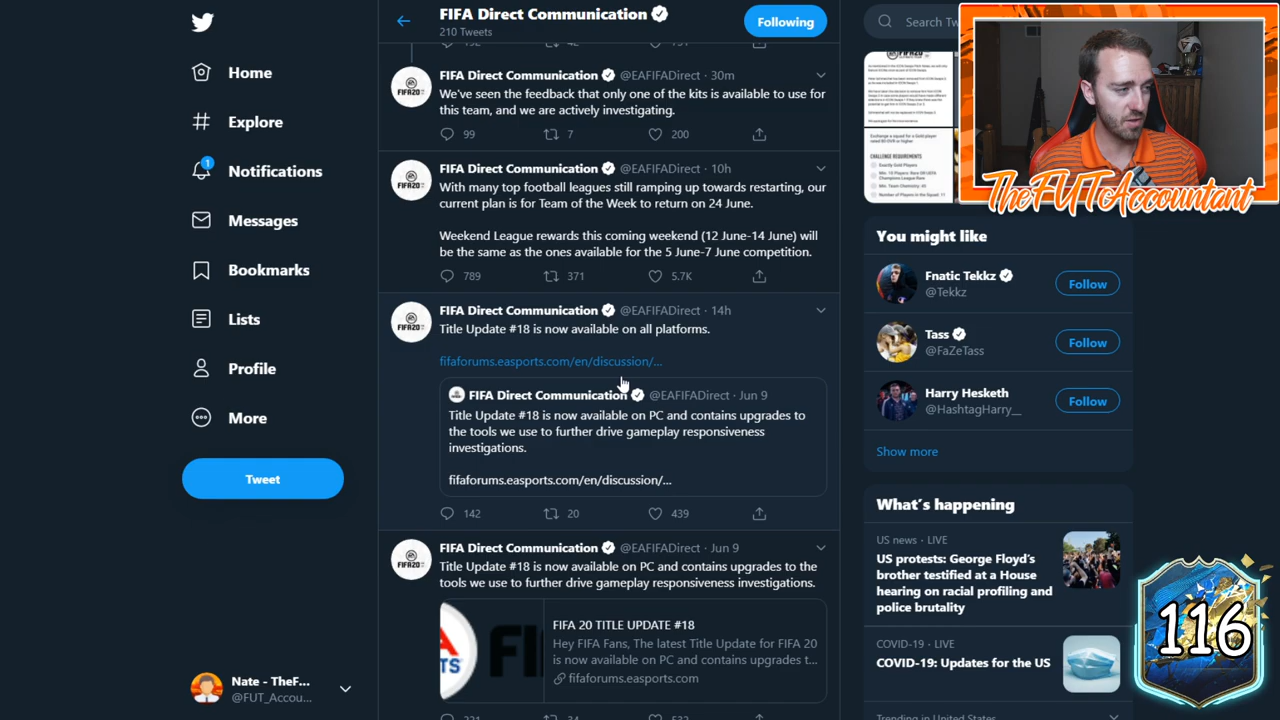 FIFA Direct Communication
210 Tweets
Following
Search Tw
Home
Explore
1
Notifications
Messages
Bookmarks
Lists
Profile
More
Tweet
Nate - TheF...
@FUT_Accou...
FIFA Direct Communication @EAFIFADirect · 30m
We've seen the feedback that only one of the kits is available to use for
now, we are actively investigating.
99 7 200
FIFA Direct Communication @EAFIFADirect · 10h
With top football leagues gearing up towards restarting, our
plan is for Team of the Week to return on 24 June.
Weekend League rewards this coming weekend (12 June-14 June) will
be the same as the ones available for the 5 June-7 June competition.
789 371 5.7K
FIFA Direct Communication @EAFIFADirect · 14h
Title Update #18 is now available on all platforms.
fifaforums.easports.com/en/discussion/...
FIFA Direct Communication @EAFIFADirect · Jun 9
Title Update #18 is now available on PC and contains upgrades to
the tools we use to further drive gameplay responsiveness
investigations.
fifaforums.easports.com/en/discussion/...
142 20 439
FIFA Direct Communication @EAFIFADirect · Jun 9
Title Update #18 is now available on PC and contains upgrades to the
tools we use to further drive gameplay responsiveness investigations.
FIFA 20 TITLE UPDATE #18
Hey FIFA Fans, The latest Title Update for FIFA 20
is now available on PC and contains upgrades t...
fifaforums.easports.com
TheFUTAccountant
You might like
Fnatic Tekkz
@Tekkz
Follow
Tass
@FaZeTass
Follow
Harry Hesketh
@HashtagHarry__
Follow
Show more
What's happening
US news · LIVE
US protests: George Floyd's
brother testified at a House
hearing on racial profiling and
police brutality
COVID-19 · LIVE
COVID-19: Updates for the US
Trending in United States
116